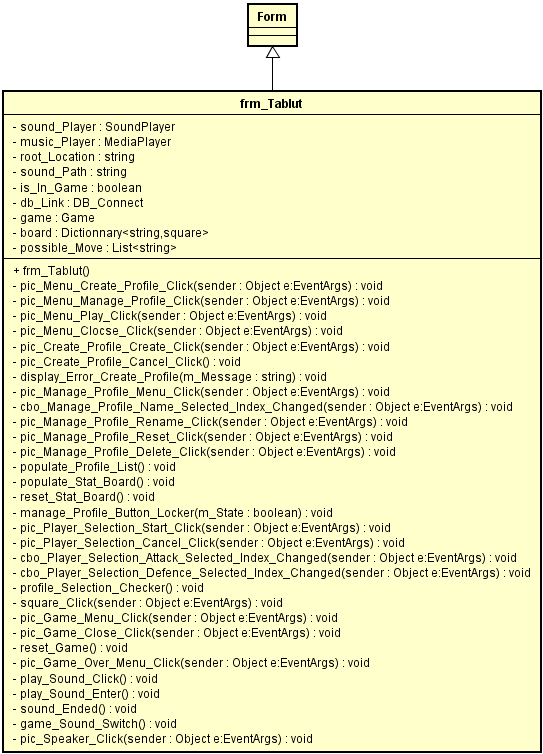 Form
frm_Tablut
- sound_Player : SoundPlayer
- music_Player : MediaPlayer
- root_Location : string
- sound_Path : string
- is_In_Game : boolean
- db_Link : DB_Connect
- game : Game
- board : Dictionnary<string,square>
- possible_Move : List<string>
+ frm_Tablut()
- pic_Menu_Create_Profile_Click(sender : Object e:EventArgs) : void
- pic_Menu_Manage_Profile_Click(sender : Object e:EventArgs) : void
- pic_Menu_Play_Click(sender : Object e:EventArgs) : void
- pic_Menu_Clocse_Click(sender : Object e:EventArgs) : void
- pic_Create_Profile_Create_Click(sender : Object e:EventArgs) : void
- pic_Create_Profile_Cancel_Click() : void
- display_Error_Create_Profile(m_Message : string) : void
- pic_Manage_Profile_Menu_Click(sender : Object e:EventArgs) : void
- cbo_Manage_Profile_Name_Selected_Index_Changed(sender : Object e:EventArgs) : void
- pic_Manage_Profile_Rename_Click(sender : Object e:EventArgs) : void
- pic_Manage_Profile_Reset_Click(sender : Object e:EventArgs) : void
- pic_Manage_Profile_Delete_Click(sender : Object e:EventArgs) : void
- populate_Profile_List() : void
- populate_Stat_Board() : void
- reset_Stat_Board() : void
- manage_Profile_Button_Locker(m_State : boolean) : void
- pic_Player_Selection_Start_Click(sender : Object e:EventArgs) : void
- pic_Player_Selection_Cancel_Click(sender : Object e:EventArgs) : void
- cbo_Player_Selection_Attack_Selected_Index_Changed(sender : Object e:EventArgs) : void
- cbo_Player_Selection_Defence_Selected_Index_Changed(sender : Object e:EventArgs) : void
- profile_Selection_Checker() : void
- square_Click(sender : Object e:EventArgs) : void
- pic_Game_Menu_Click(sender : Object e:EventArgs) : void
- pic_Game_Close_Click(sender : Object e:EventArgs) : void
- reset_Game() : void
- pic_Game_Over_Menu_Click(sender : Object e:EventArgs) : void
- play_Sound_Click() : void
- play_Sound_Enter() : void
- sound_Ended() : void
- game_Sound_Switch() : void
- pic_Speaker_Click(sender : Object e:EventArgs) : void